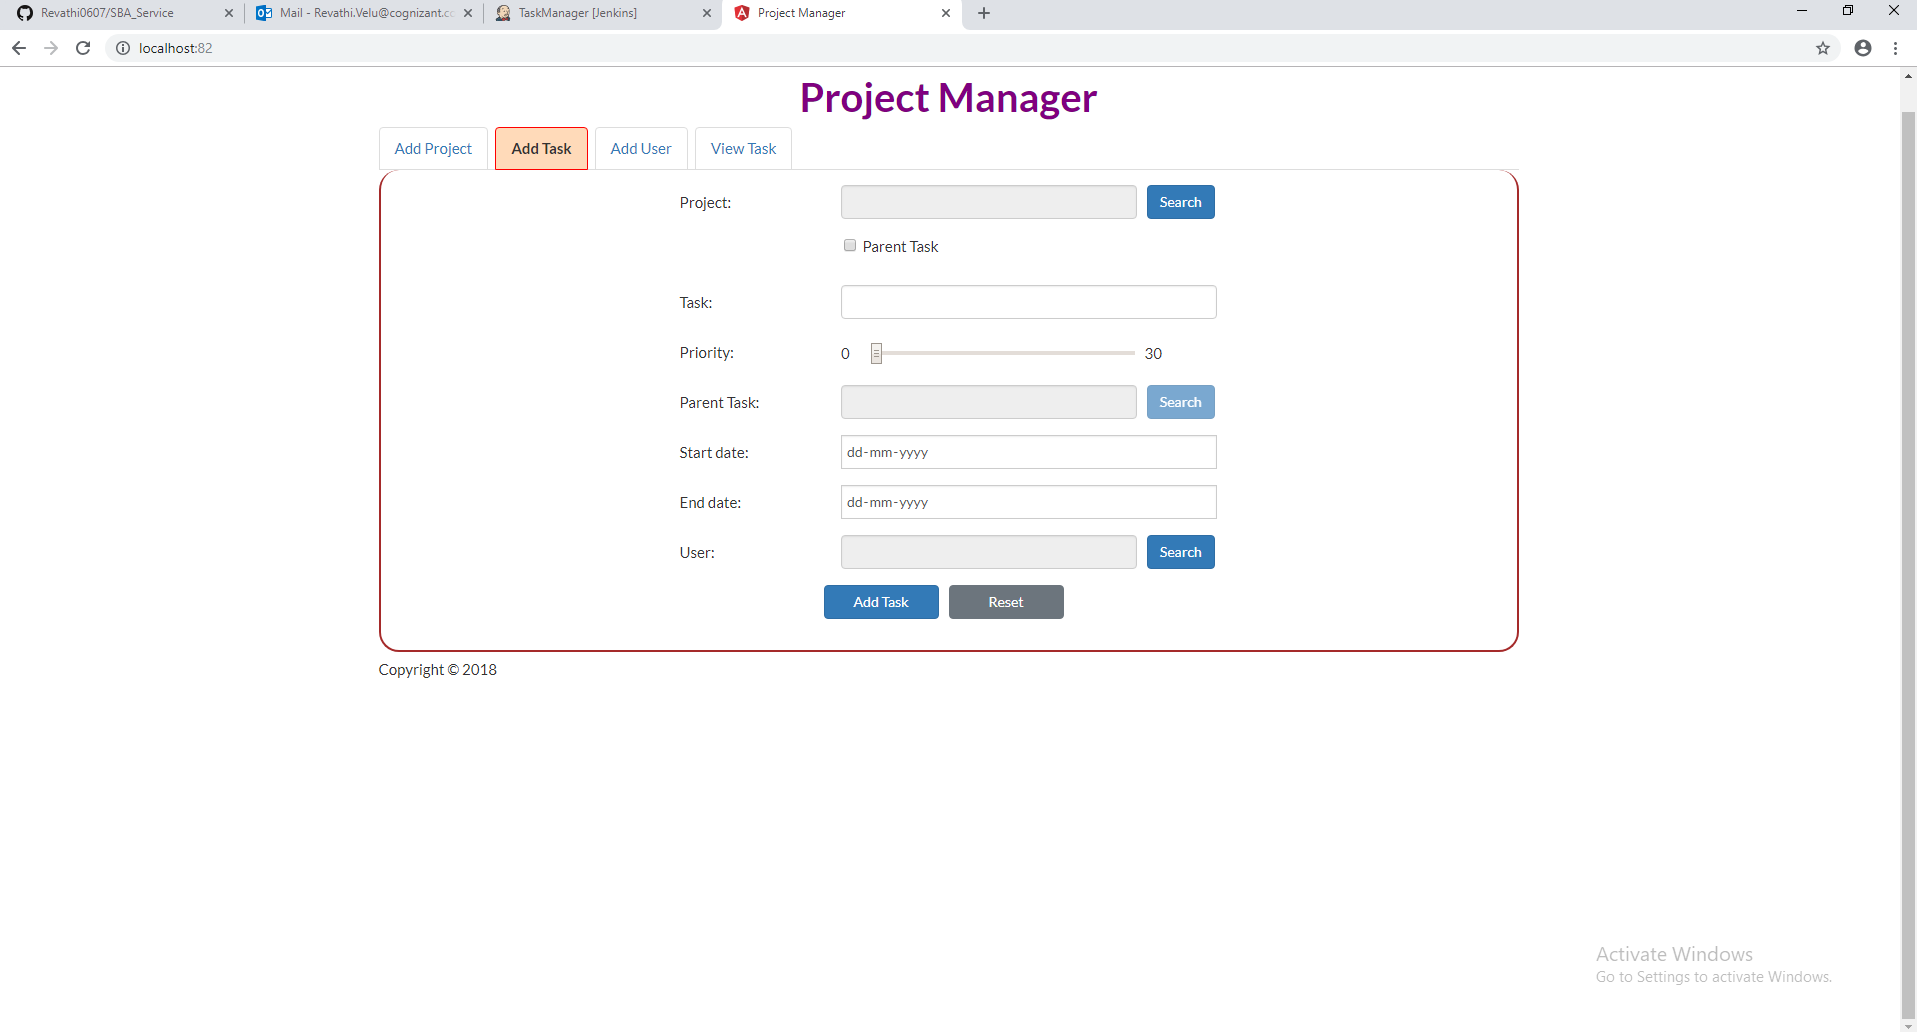 Revathi0607/SBA_Service
Mail - Revathi.Velu@cognizant.co
TaskManager [Jenkins]
Project Manager
localhost:82
Project Manager
Add Project
Add Task
Add User
View Task
Project:
Search
Parent Task
Task:
Priority:
0
30
Parent Task:
Search
Start date:
dd-mm-yyyy
End date:
dd-mm-yyyy
User:
Search
Add Task
Reset
Copyright © 2018
Activate Windows
Go to Settings to activate Windows.